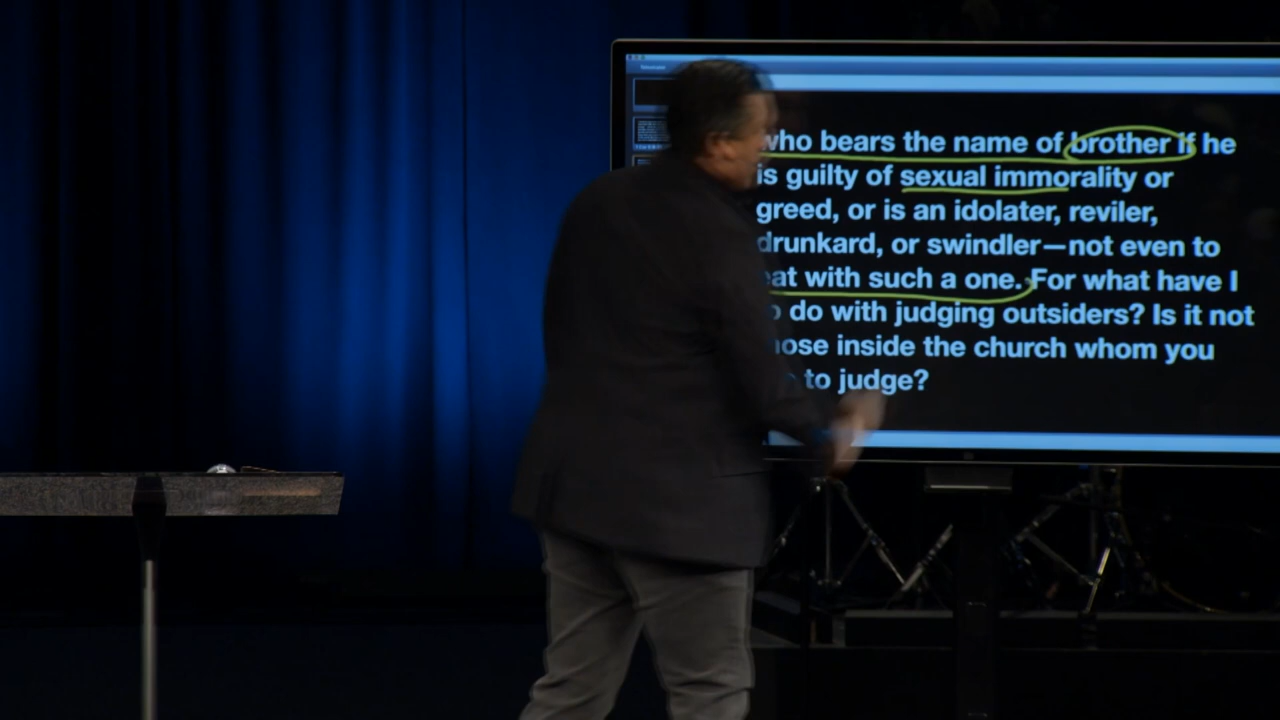 who bears the name of brother if he
is guilty of sexual immorality or
greed, or is an idolater, reviler,
drunkard, or swindler—not even to
eat with such a one. For what have I
do with judging outsiders? Is it not
inside the church whom you
to judge?